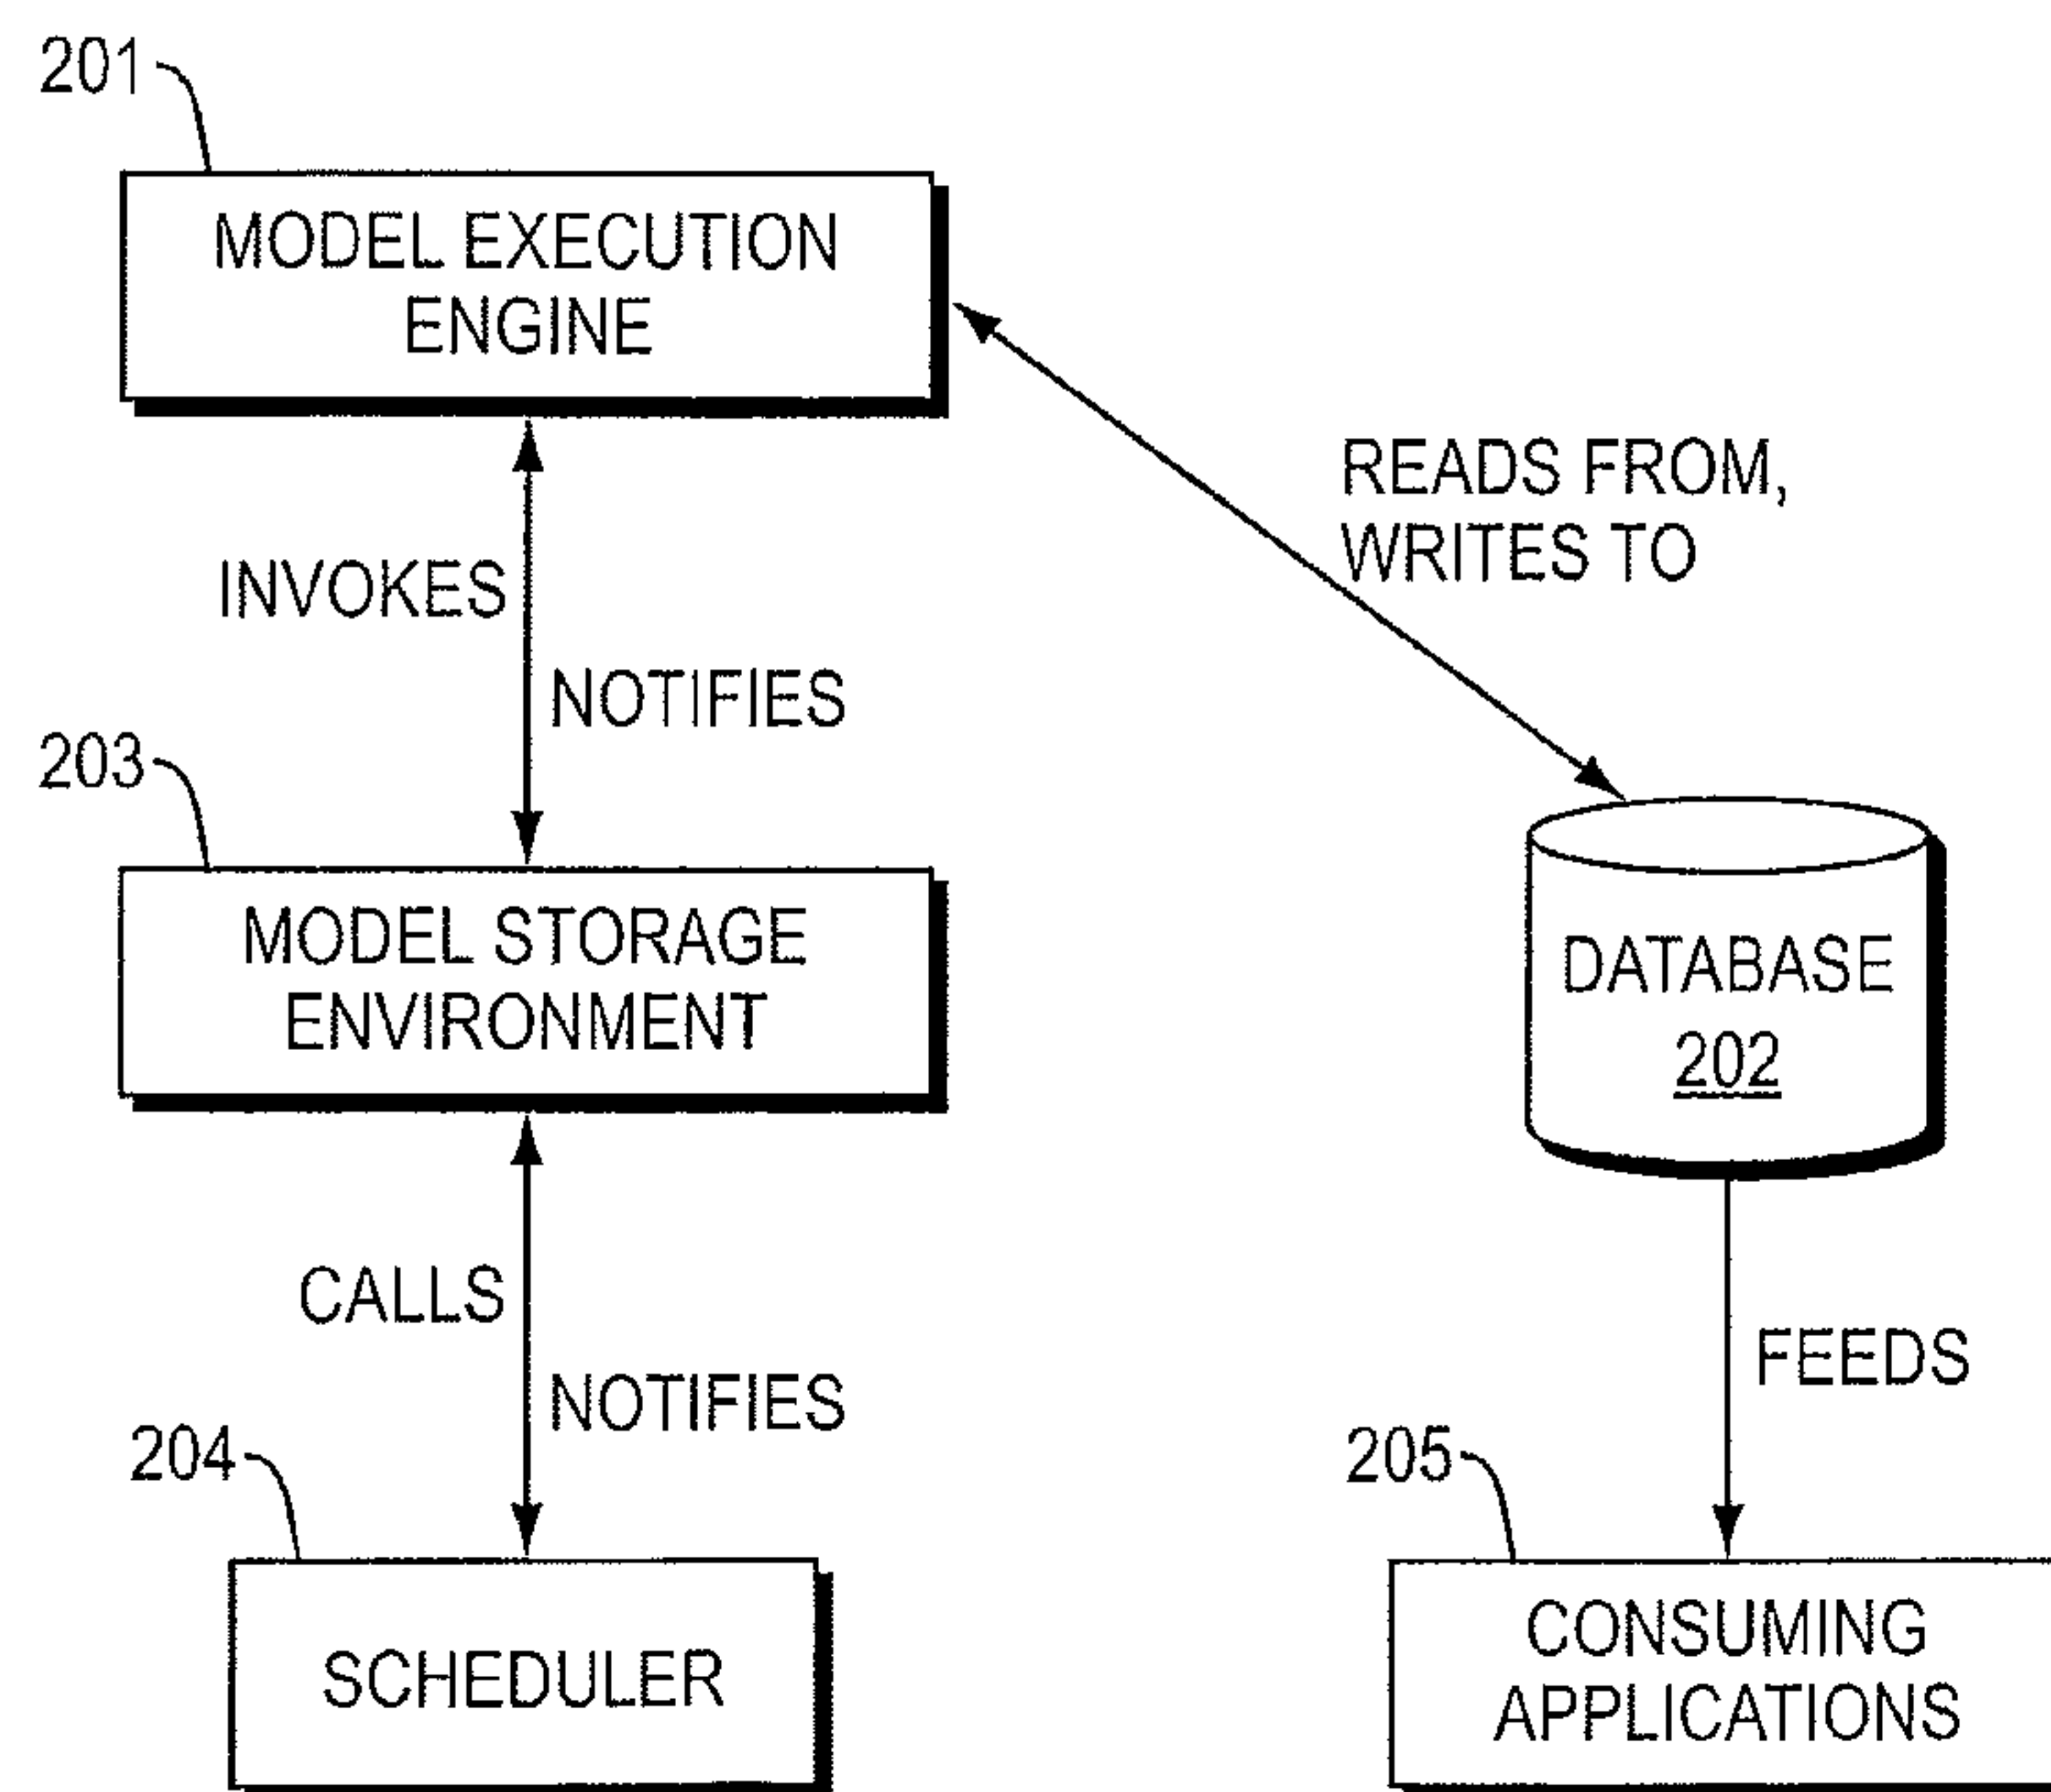 201
MODEL EXECUTION
ENGINE
READS FROM,
WRITES TO
INVOKES
NOTIFIES
203
MODEL STORAGE
ENVIRONMENT
DATABASE
202
CALLS
NOTIFIES
FEEDS
204
205
SCHEDULER
CONSUMING
APPLICATIONS